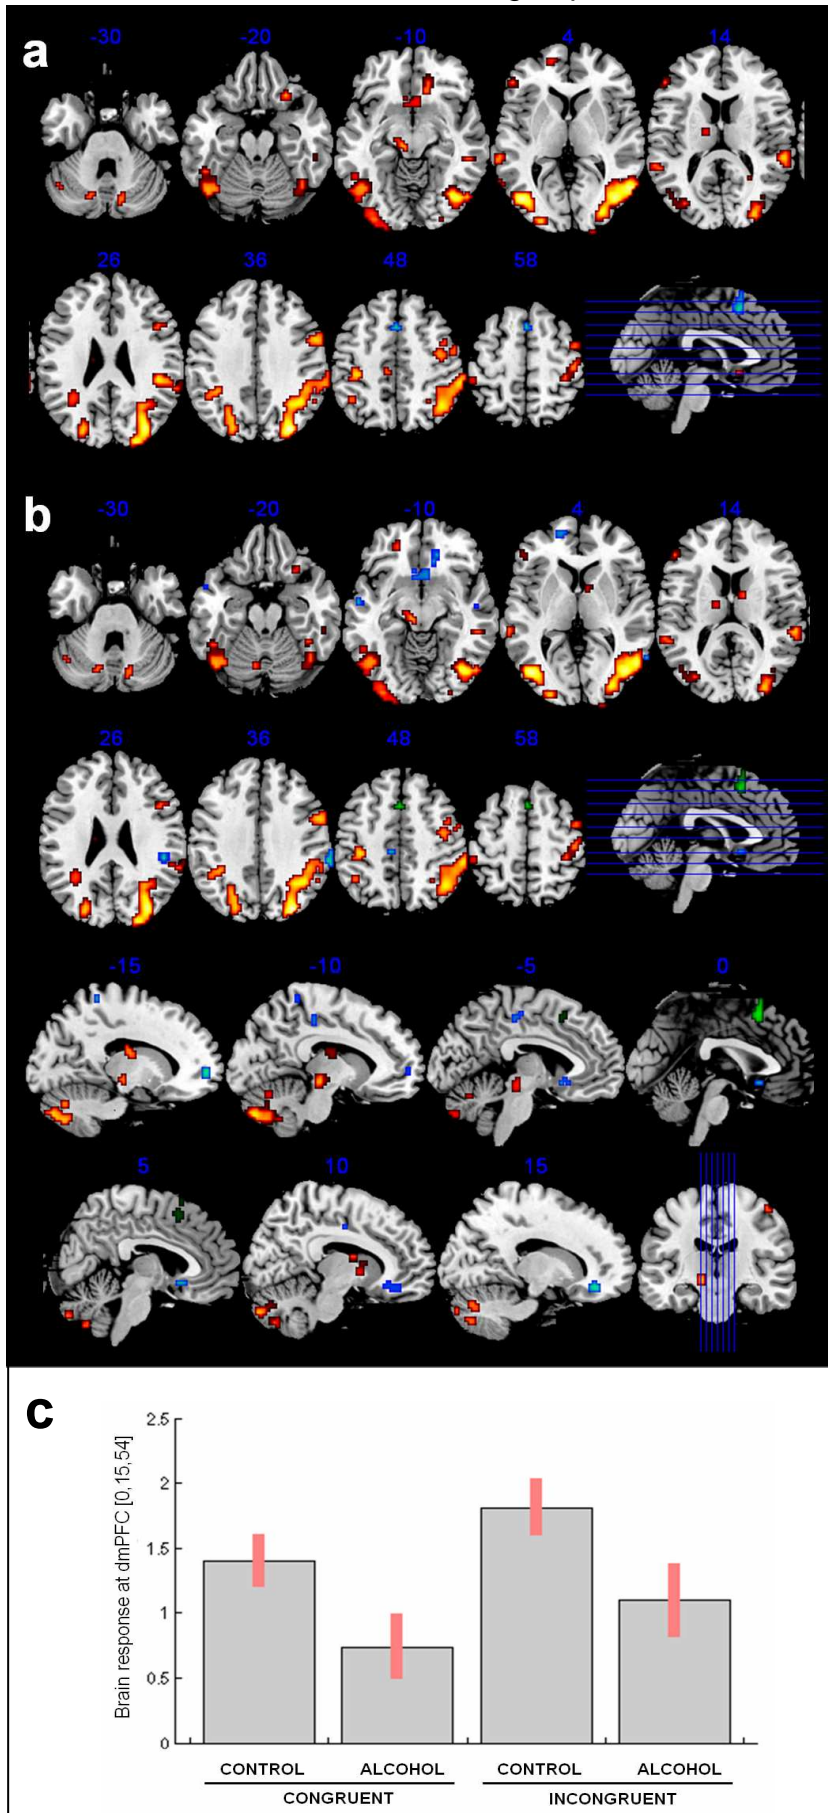 a
-30 -20 -10 4 14
26 36 48 58
b
-30 -20 -10 4 14
26 36 48 58
-15 -10 -5 0
5 10 15
c
Brain response at dmPFC [0,15,54]
2.5
2
1.5
1
0.5
0
CONTROL ALCOHOL CONTROL ALCOHOL
CONGRUENT INCONGRUENT